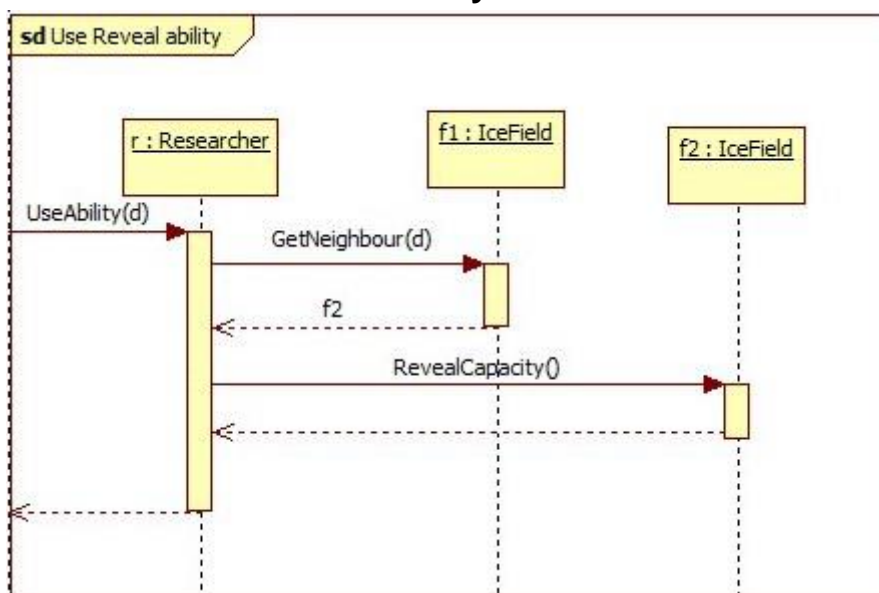 sd Use Reveal ability
r : Researcher
f1 : IceField
f2 : IceField
UseAbility(d)
GetNeighbour(d)
f2
RevealCapacity()